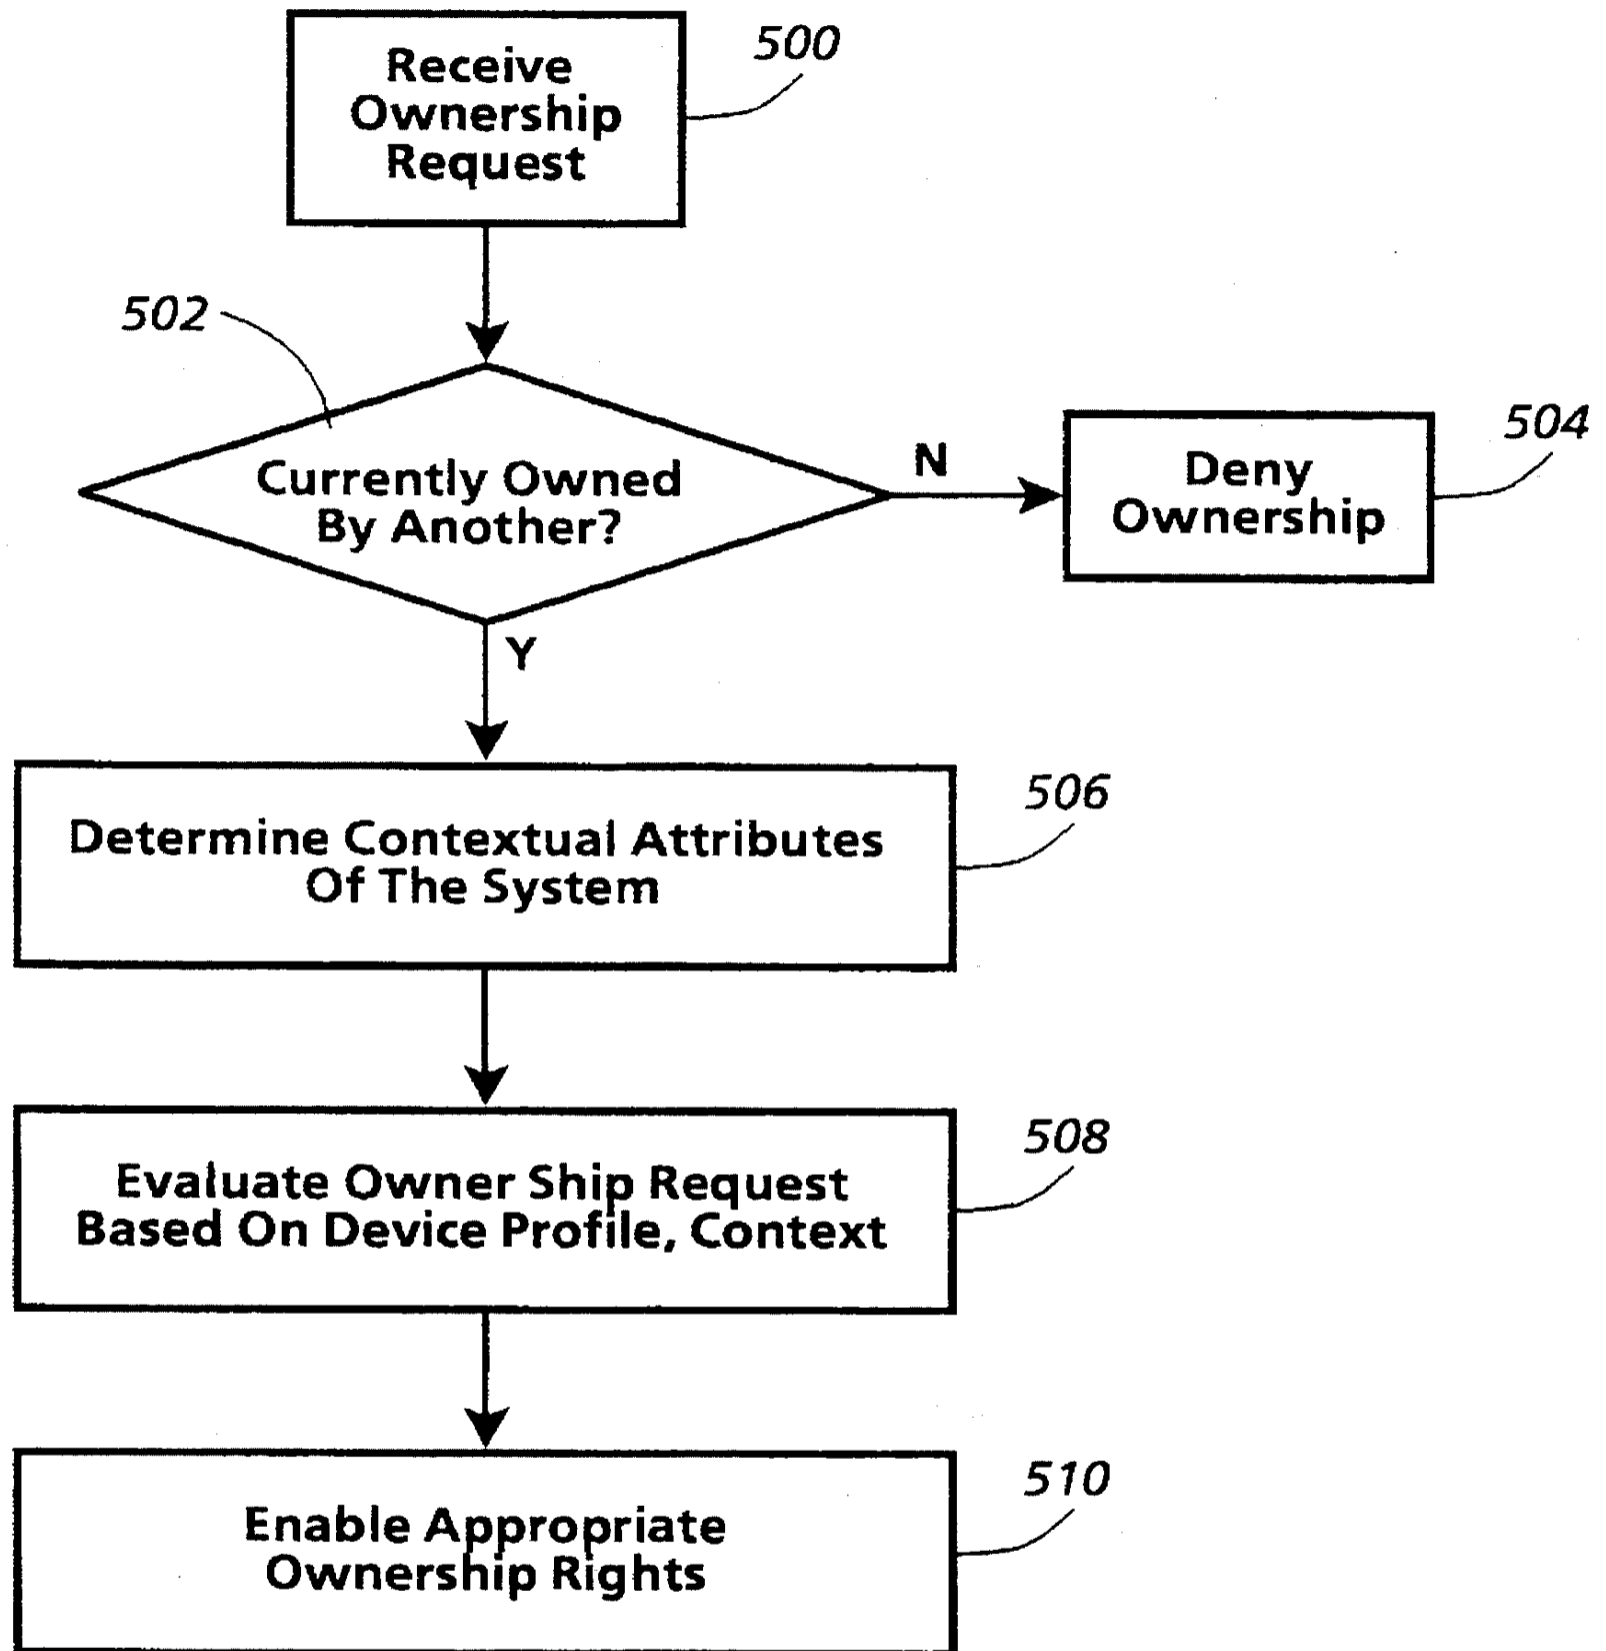 Receive
Ownership
Request
500
502
Currently Owned
By Another?
N
Deny
Ownership
504
Y
Determine Contextual Attributes
Of The System
506
Evaluate Owner Ship Request
Based On Device Profile, Context
508
Enable Appropriate
Ownership Rights
510